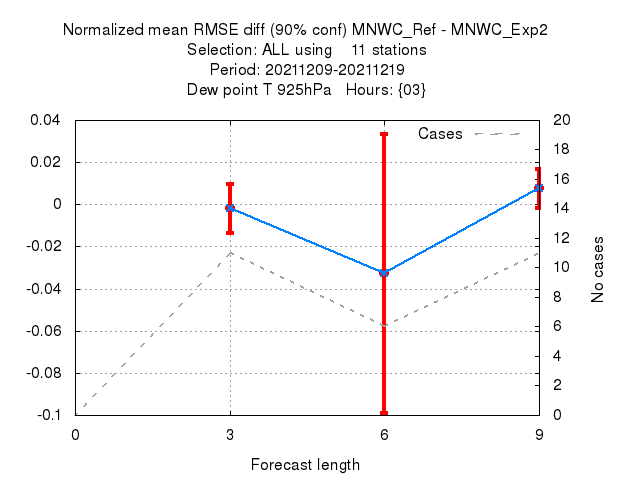 Normalized mean RMSE diff (90% conf) MNWC_Ref - MNWC_Exp2
Selection: ALL using 11 stations
Period: 20211209-20211219
Dew point T 925hPa Hours: {03}
Cases
0.04
0.02
0
-0.02
-0.04
-0.06
-0.08
-0.1
20
18
16
14
12
10
8
6
4
2
0
No cases
0 3 6 9
Forecast length